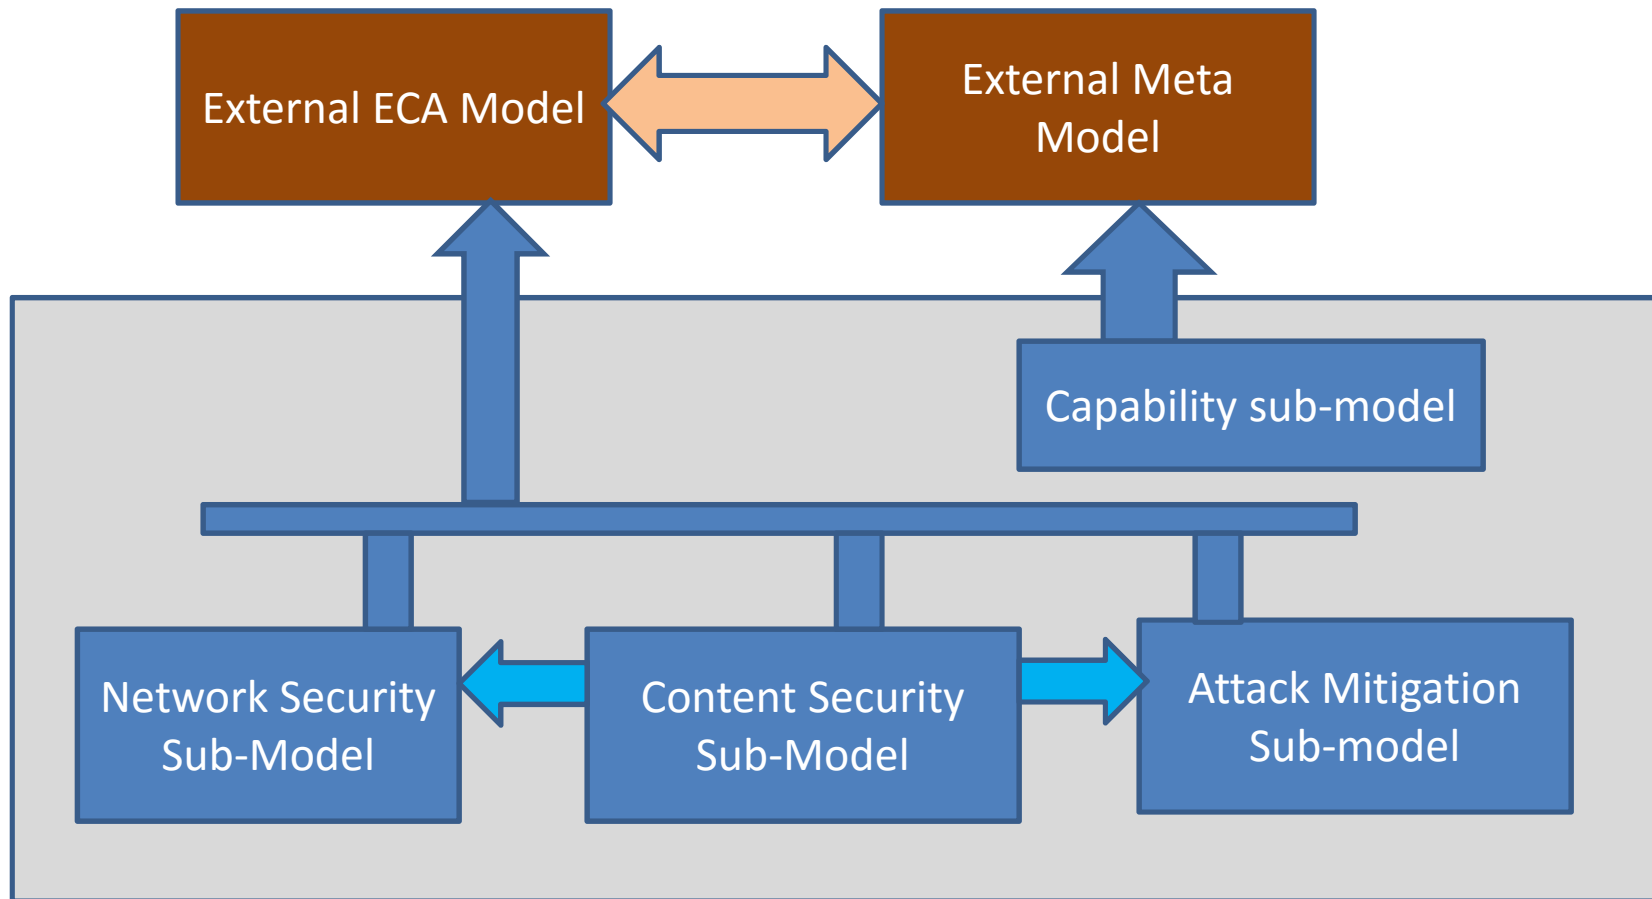 External ECA Model
External Meta
Model
Capability sub-model
Network Security
Sub-Model
Content Security
Sub-Model
Attack Mitigation
Sub-model